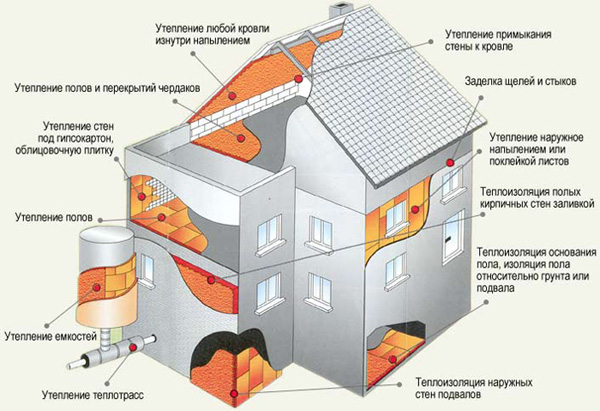 Утепление любой кровли
изнутри напылением
Утепление примыкания
стены к кровле
Утепление полов и перекрытий чердаков
Заделка щелей и стыков
Утепление стен
под гипсокартон,
облицовочную плитку
Утепление наружное
напылением или
поклейкой листов
Теплоизоляция полых
кирпичных стен заливкой
Утепление полов
Теплоизоляция основания
пола, изоляция пола
относительно грунта или
подвала
Утепление емкостей
Утепление теплотрасс
Теплоизоляция наружных
стен подвалов